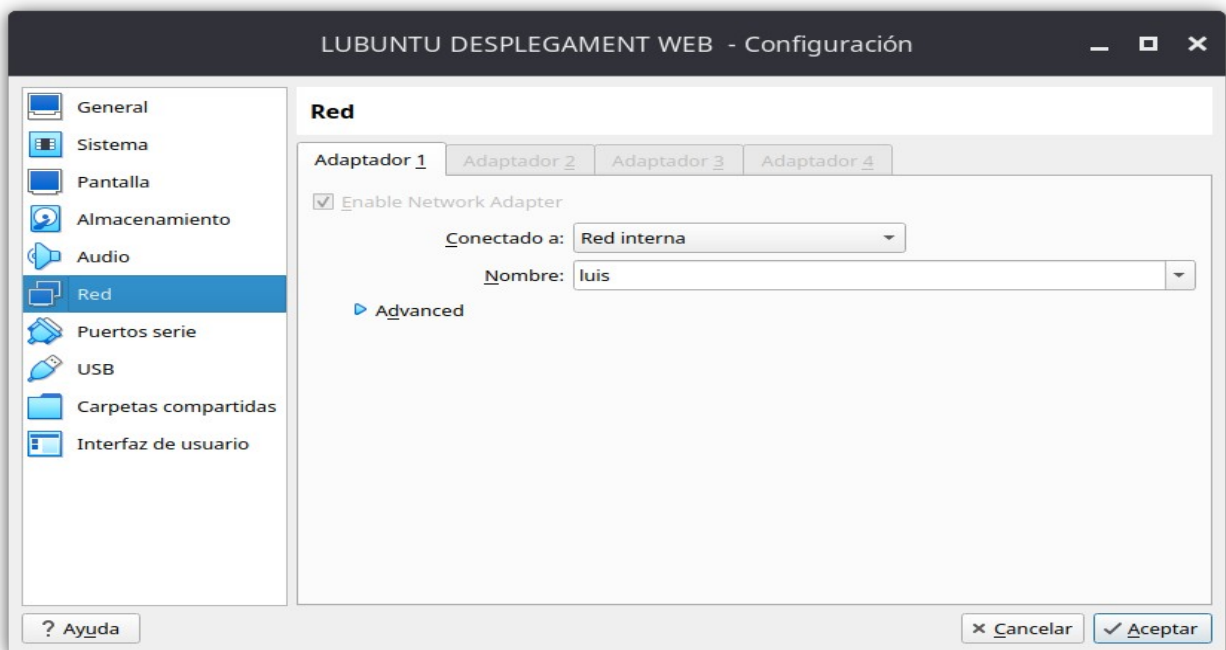 LUBUNTU DESPLEGAMENT WEB - Configuración
General
Sistema
Pantalla
Almacenamiento
Audio
Red
Puertos serie
USB
Carpetas compartidas
Interfaz de usuario
Red
Adaptador 1 Adaptador 2 Adaptador 3 Adaptador 4
Enable Network Adapter
Conectado a: Red interna
Nombre: luis
Advanced
? Ayuda Cancelar Aceptar